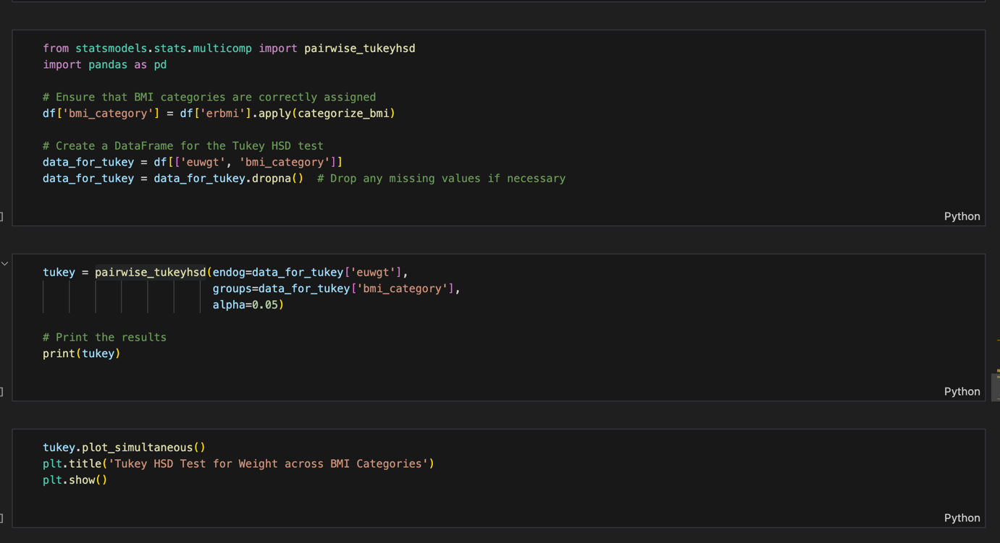 from statsmodels.stats.multicomp import pairwise_tukeyhsd
import pandas as pd
# Ensure that BMI categories are correctly assigned
df['bmi_category'] = df['erbmi'].apply(categorize_bmi)
# Create a DataFrame for the Tukey HSD test
data_for_tukey = df[['euwgt', 'bmi_category']]
data_for_tukey = data_for_tukey.dropna()  # Drop any missing values if necessary
]
Python
tukey = pairwise_tukeyhsd(endog=data_for_tukey['euwgt'],
groups=data_for_tukey['bmi_category'],
alpha=0.05)
# Print the results
print(tukey)
]
Python
tukey.plot_simultaneous()
plt.title('Tukey HSD Test for Weight across BMI Categories')
plt.show()
]
Python